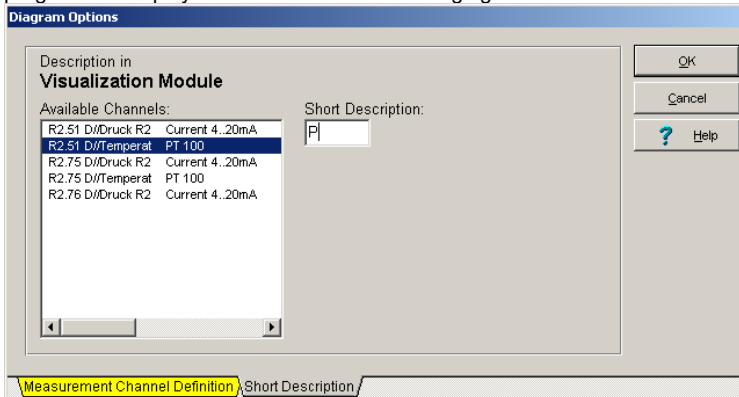 Diagram Options
Description in
Visualization Module
Available Channels:
R2.51 D//Druck R2 Current 4..20mA
R2.51 D//Temperat PT 100
R2.75 D//Druck R2 Current 4..20mA
R2.75 D//Temperat PT 100
R2.76 D//Druck R2 Current 4..20mA
Short Description:
P
OK
Cancel
? Help
Measurement Channel Definition
Short Description